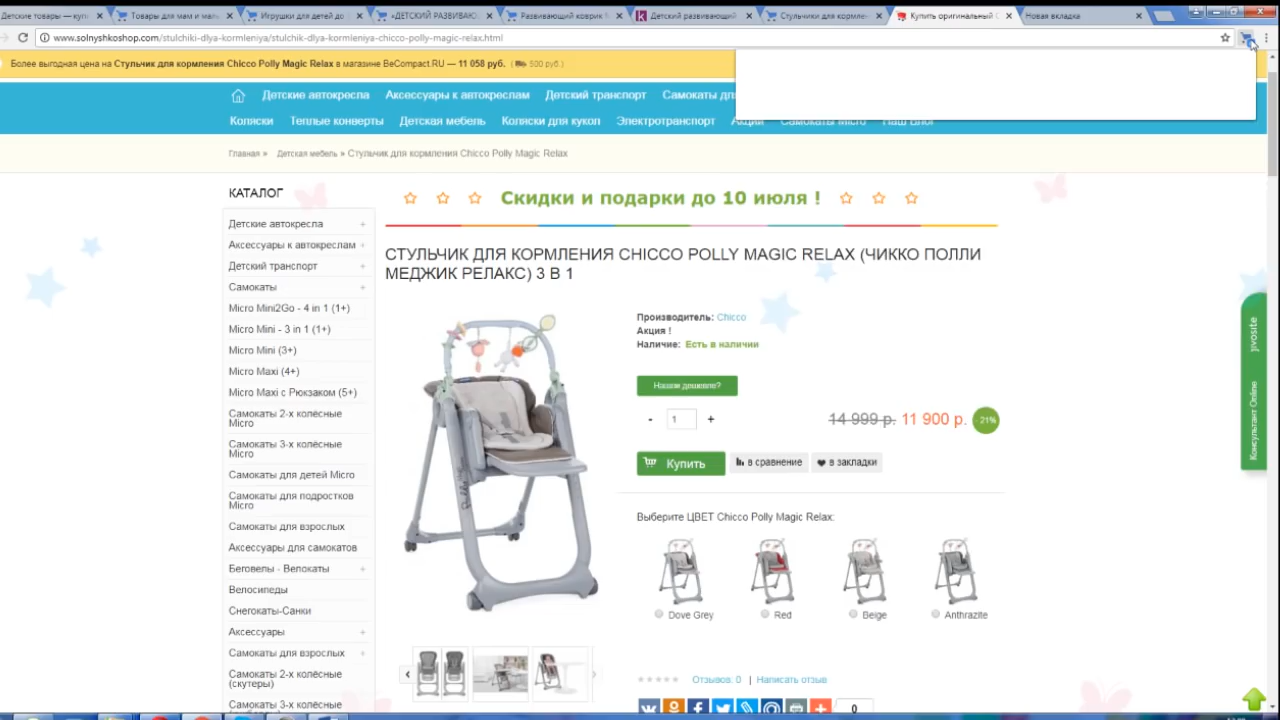 Детские товары — купи
Товары для мам и мал
Игрушки для детей до
«ДЕТСКИЙ РАЗВИВАЮ
Развивающий коврик
Детский развивающий
Стульчики для кормле
Купить оригинальный С
Новая вкладка
www.solnyshkoshop.com/stulchiki-dlya-kormleniya/stulchik-dlya-kormleniya-chicco-polly-magic-relax.html
Более выгодная цена на Стульчик для кормления Chicco Polly Magic Relax в магазине BeCompact.RU — 11 058 руб. ( 500 руб.)
Детские автокресла Аксессуары к автокреслам Детский транспорт Самокаты дл
Коляски Теплые конверты Детская мебель Коляски для кукол Электротранспорт Акции Самокаты Micro Наш Блог
Главная » Детская мебель » Стульчик для кормления Chicco Polly Magic Relax
КАТАЛОГ
Детские автокресла +
Аксессуары к автокреслам +
Детский транспорт +
Самокаты +
Micro Mini2Go - 4 in 1 (1+)
Micro Mini - 3 in 1 (1+)
Micro Mini (3+)
Micro Maxi (4+)
Micro Maxi с Рюкзаком (5+)
Самокаты 2-х колесные
Micro
Самокаты 3-х колёсные
Micro
Самокаты для детей Micro
Самокаты для подростков
Micro
Самокаты для взрослых
Аксессуары для самокатов
Беговелы - Велокаты +
Велосипеды
Снегокаты-Санки
Аксессуары +
Самокаты для взрослых +
Самокаты 2-х колёсные
(скутеры)
Самокаты 3-х колёсные
Скидки и подарки до 10 июля !
СТУЛЬЧИК ДЛЯ КОРМЛЕНИЯ CHICCO POLLY MAGIC RELAX (ЧИККО ПОЛЛИ
МЕДЖИК РЕЛАКС) 3 В 1
Производитель: Chicco
Акция !
Наличие: Есть в наличии
Нашли дешевле?
- 1 +
14 999 р. 11 900 р. -21%
Купить в сравнение в закладки
Выберите ЦВЕТ Chicco Polly Magic Relax:
Dove Grey Red Beige Anthrazite
Отзывов: 0 | Написать отзыв
0
jivosite
Консультант Online